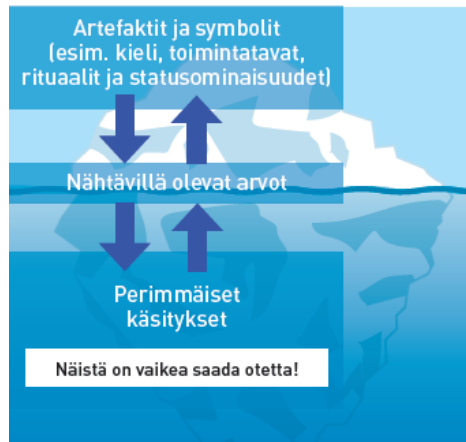 Artefaktit ja symbolit
(esim. kieli, toimintatavat,
rituaalit ja statusominaisuudet)
Nähtävillä olevat arvot
Perimmäiset
käsitykset
Näistä on vaikea saada otetta!